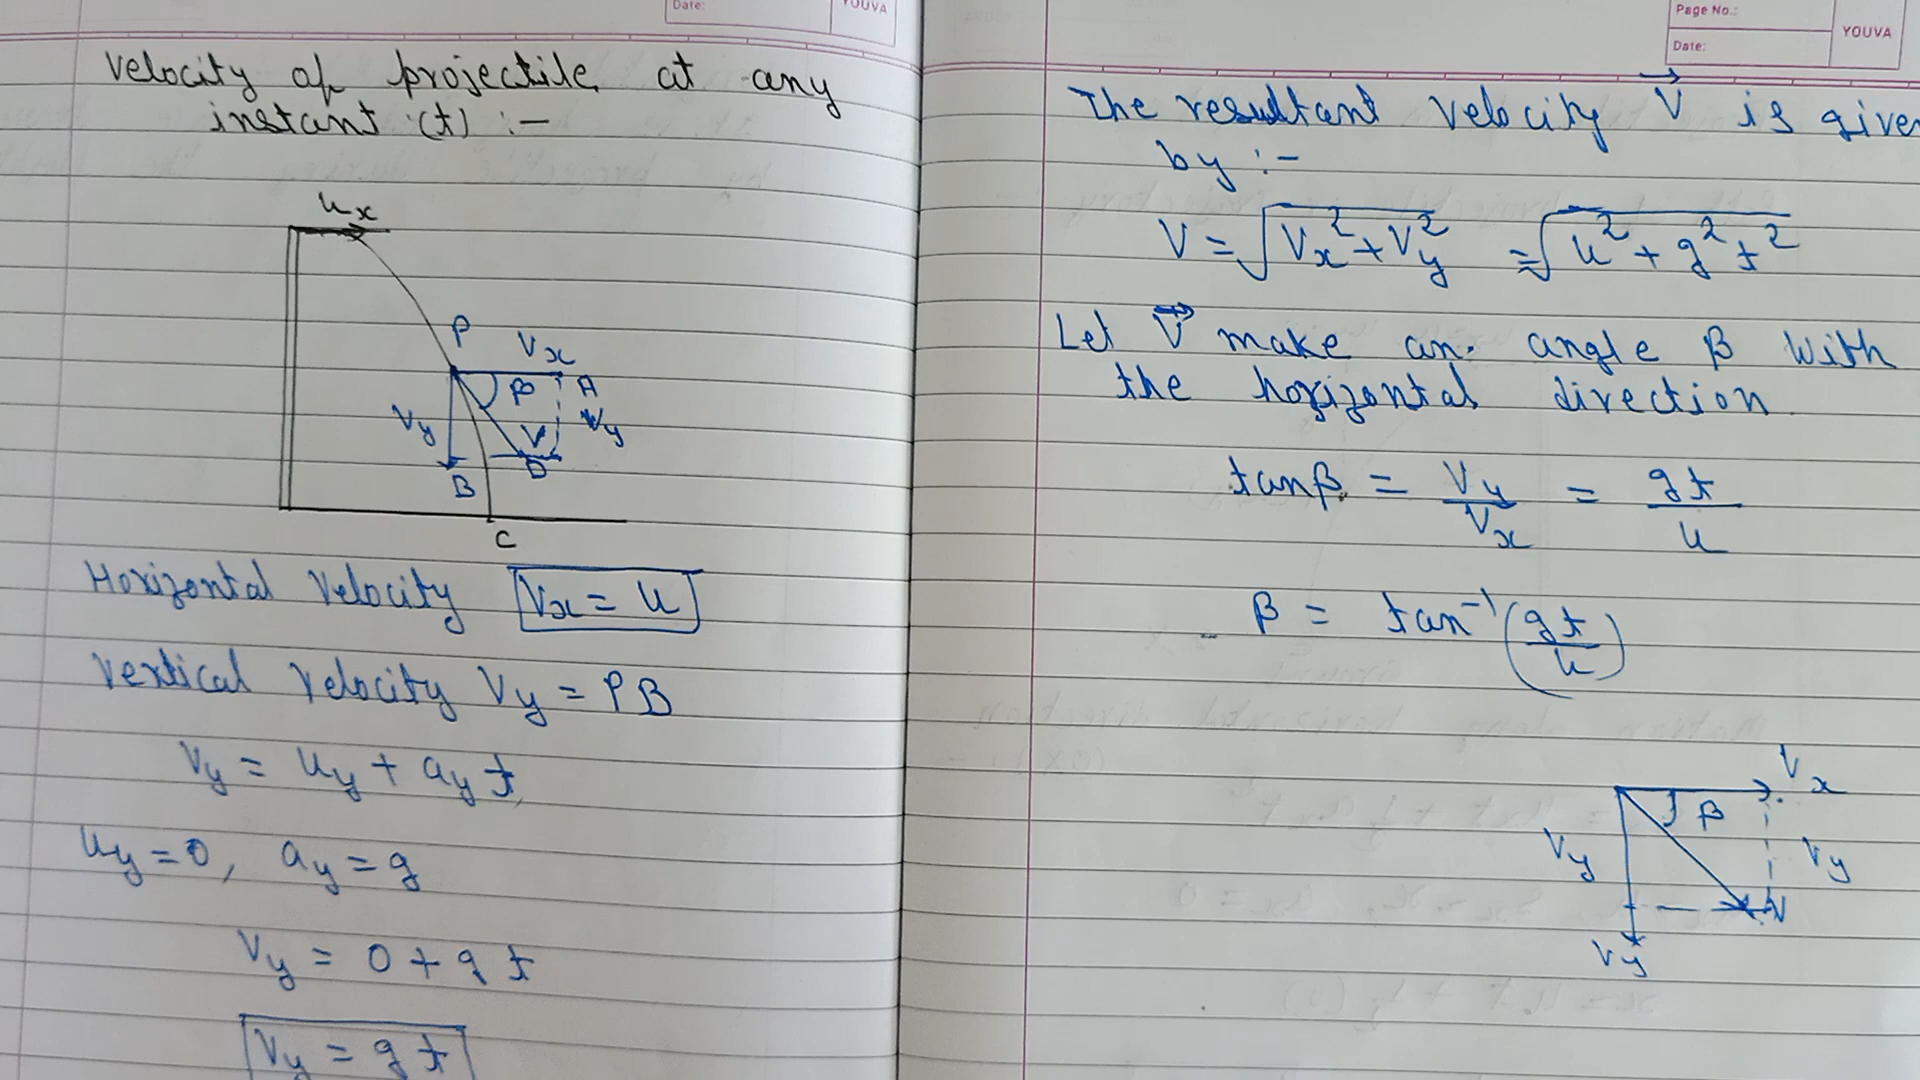 Date:
YOUVA
Velocity of projectile at any
instant (t) :-
ux
P
Vx
β
A
Vy
Vy
V
B
D
C
Horizontal Velocity Vx = u
Vertical Velocity Vy = PB
Vy = uy + ay t
uy = 0, ay = g
Vy = 0 + g t
Vy = g t
Page No.:
Date:
YOUVA
The resultant velocity V⃗ is given
by :-
V = √(Vx² + Vy²) = √(u² + g² t²)
Let V⃗ make an angle β with
the horizontal direction
tanβ = Vy/Vx = gt/u
β = tan⁻¹(gt/u)
Vx
β
Vy
Vy
V
Vy